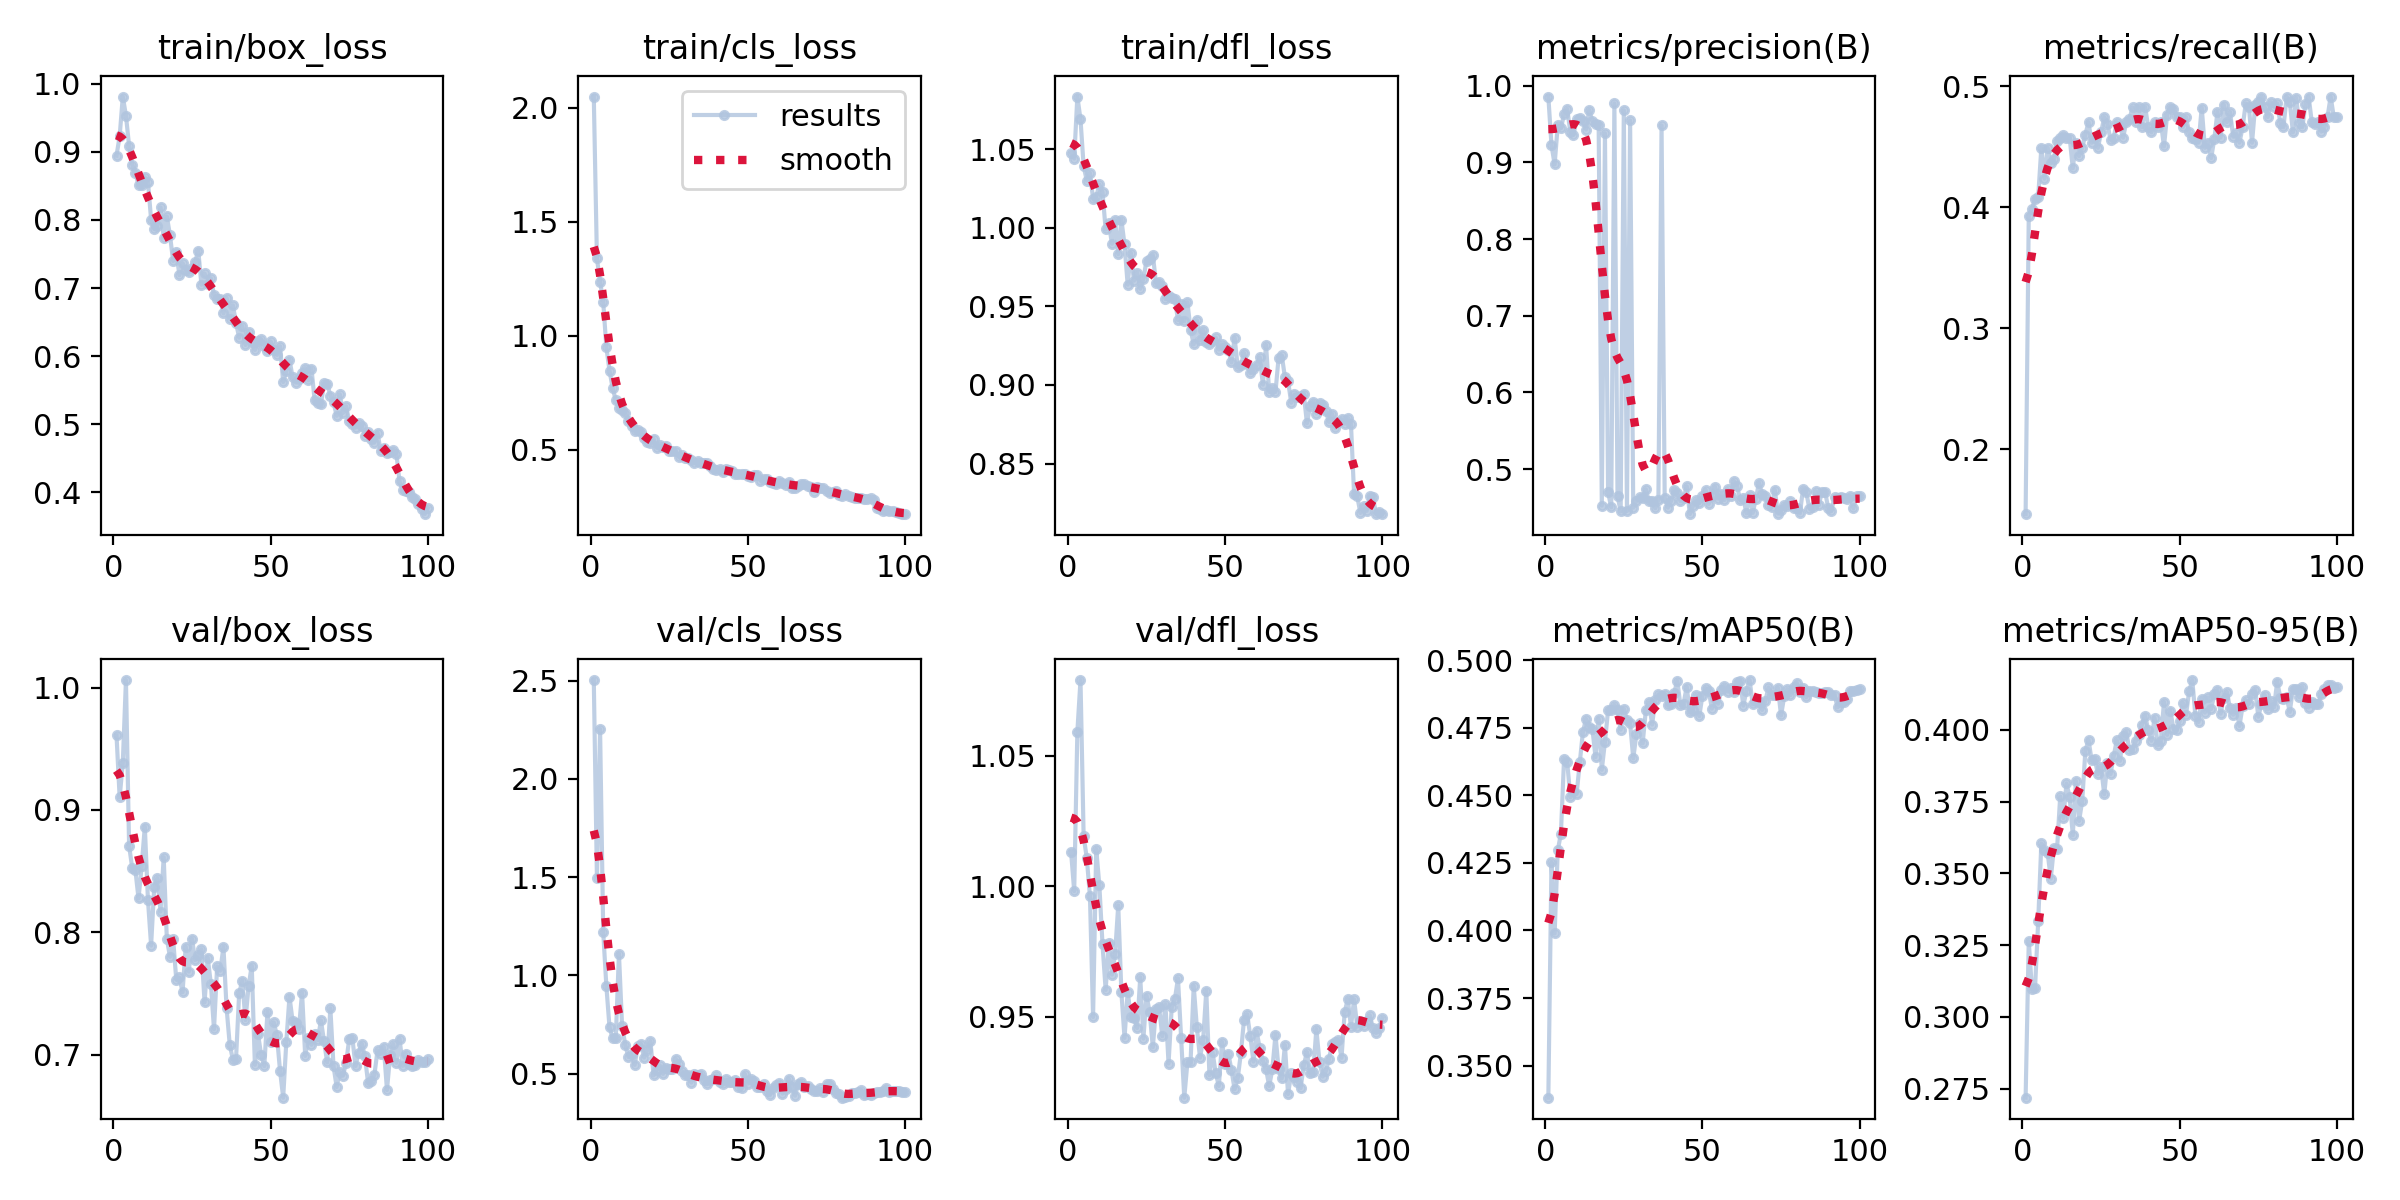 train/box_loss
1.0
0.9
0.8
0.7
0.6
0.5
0.4
0 50 100
train/cls_loss
results
smooth
2.0
1.5
1.0
0.5
0 50 100
train/dfl_loss
1.05
1.00
0.95
0.90
0.85
0 50 100
metrics/precision(B)
1.0
0.9
0.8
0.7
0.6
0.5
0 50 100
metrics/recall(B)
0.5
0.4
0.3
0.2
0 50 100
val/box_loss
1.0
0.9
0.8
0.7
0 50 100
val/cls_loss
2.5
2.0
1.5
1.0
0.5
0 50 100
val/dfl_loss
1.05
1.00
0.95
0 50 100
metrics/mAP50(B)
0.500
0.475
0.450
0.425
0.400
0.375
0.350
0 50 100
metrics/mAP50-95(B)
0.400
0.375
0.350
0.325
0.300
0.275
0 50 100